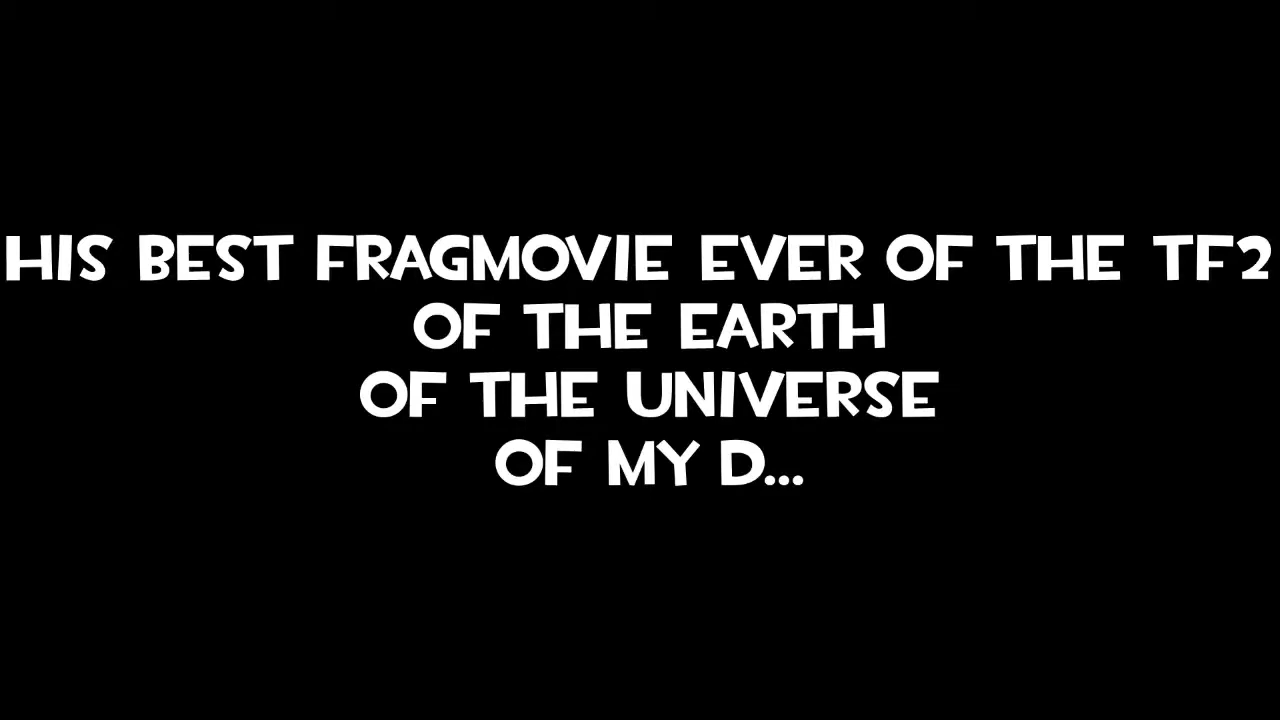 HIS BEST FRAGMOVIE EVER OF THE TF2
OF THE EARTH
OF THE UNIVERSE
OF MY D...